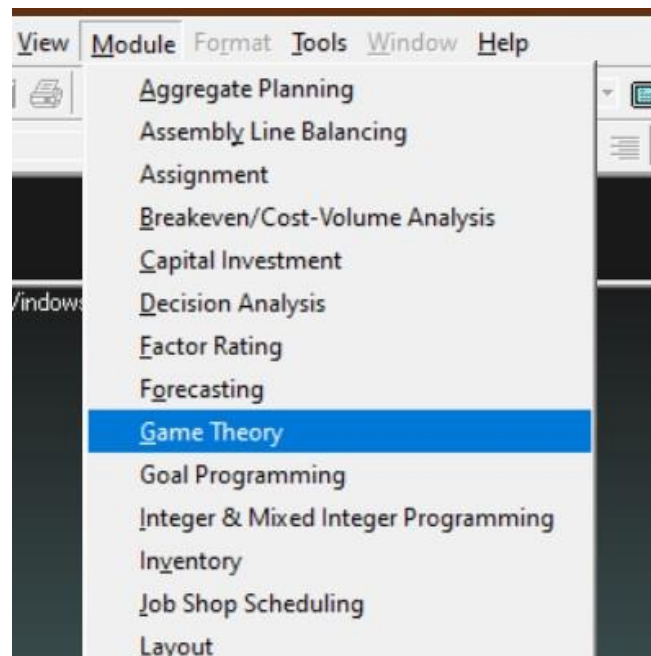 View Module Format Tools Window Help
Aggregate Planning
Assembly Line Balancing
Assignment
Breakeven/Cost-Volume Analysis
Capital Investment
Decision Analysis
Factor Rating
Forecasting
Game Theory
Goal Programming
Integer & Mixed Integer Programming
Inventory
Job Shop Scheduling
Layout